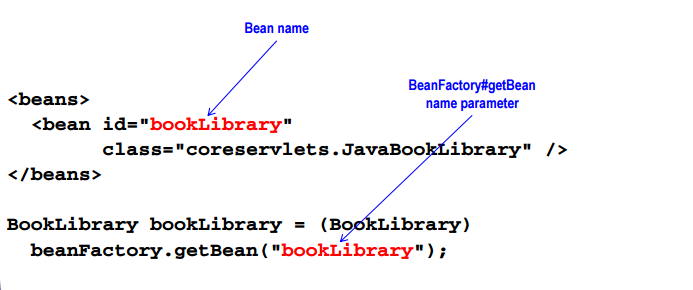 Bean name
BeanFactory#getBean
name parameter
<beans>
<bean id="bookLibrary"
class="coreservlets.JavaBookLibrary" />
</beans>
BookLibrary bookLibrary = (BookLibrary)
beanFactory.getBean("bookLibrary");